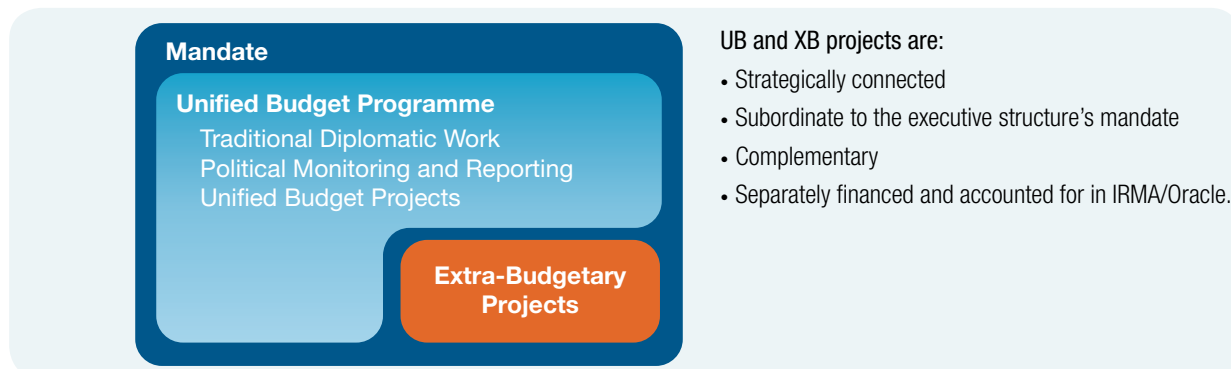 Mandate
Unified Budget Programme
Traditional Diplomatic Work
Political Monitoring and Reporting
Unified Budget Projects
Extra-Budgetary
Projects
UB and XB projects are:
• Strategically connected
• Subordinate to the executive structure’s mandate
• Complementary
• Separately financed and accounted for in IRMA/Oracle.